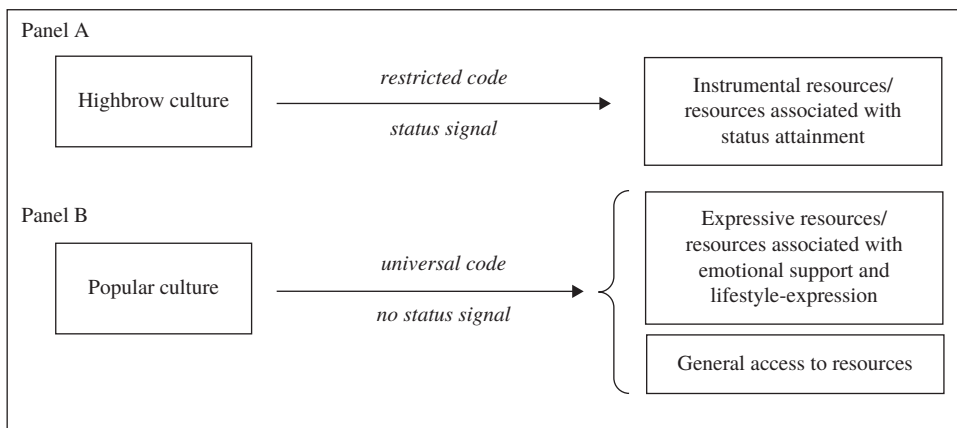 Panel A
Highbrow culture
restricted code
status signal
Instrumental resources/
resources associated with
status attainment
Panel B
Popular culture
universal code
no status signal
Expressive resources/
resources associated with
emotional support and
lifestyle-expression
General access to resources